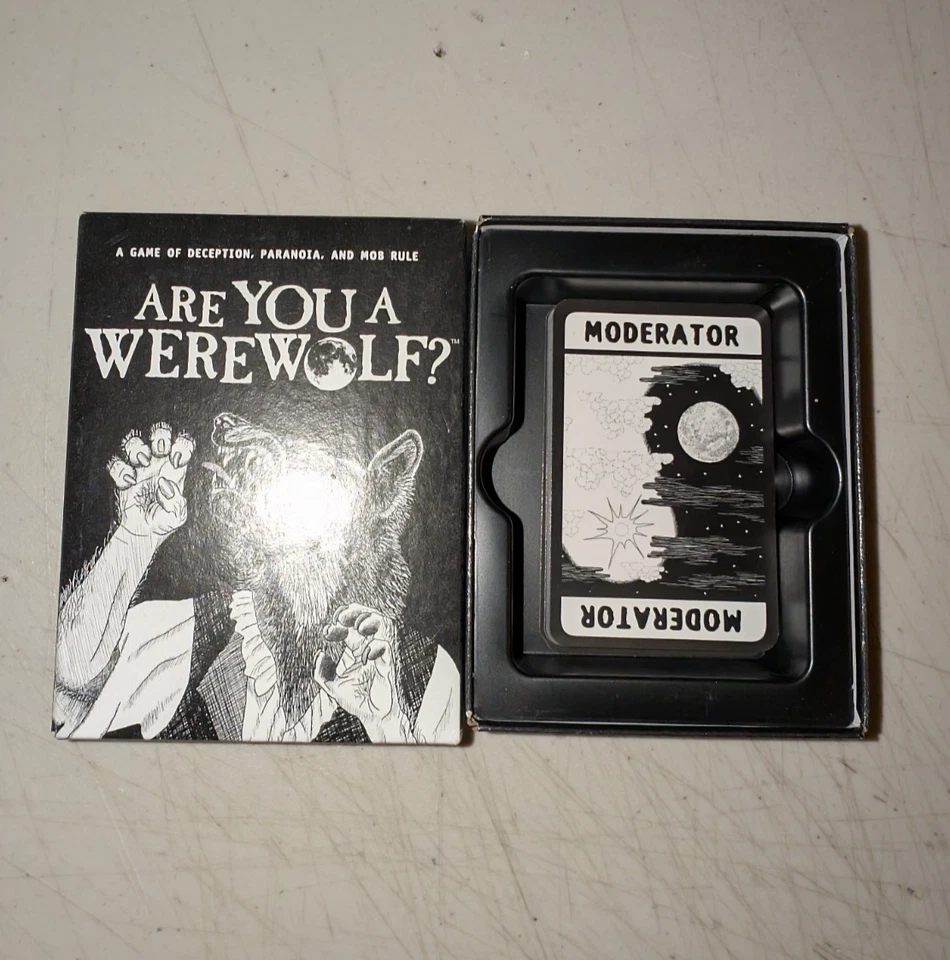 A GAME OF DECEPTION, PARANOIA, AND MOB RULE
ARE YOU A
WEREWOLF?™
MODERATOR
MODERATOR